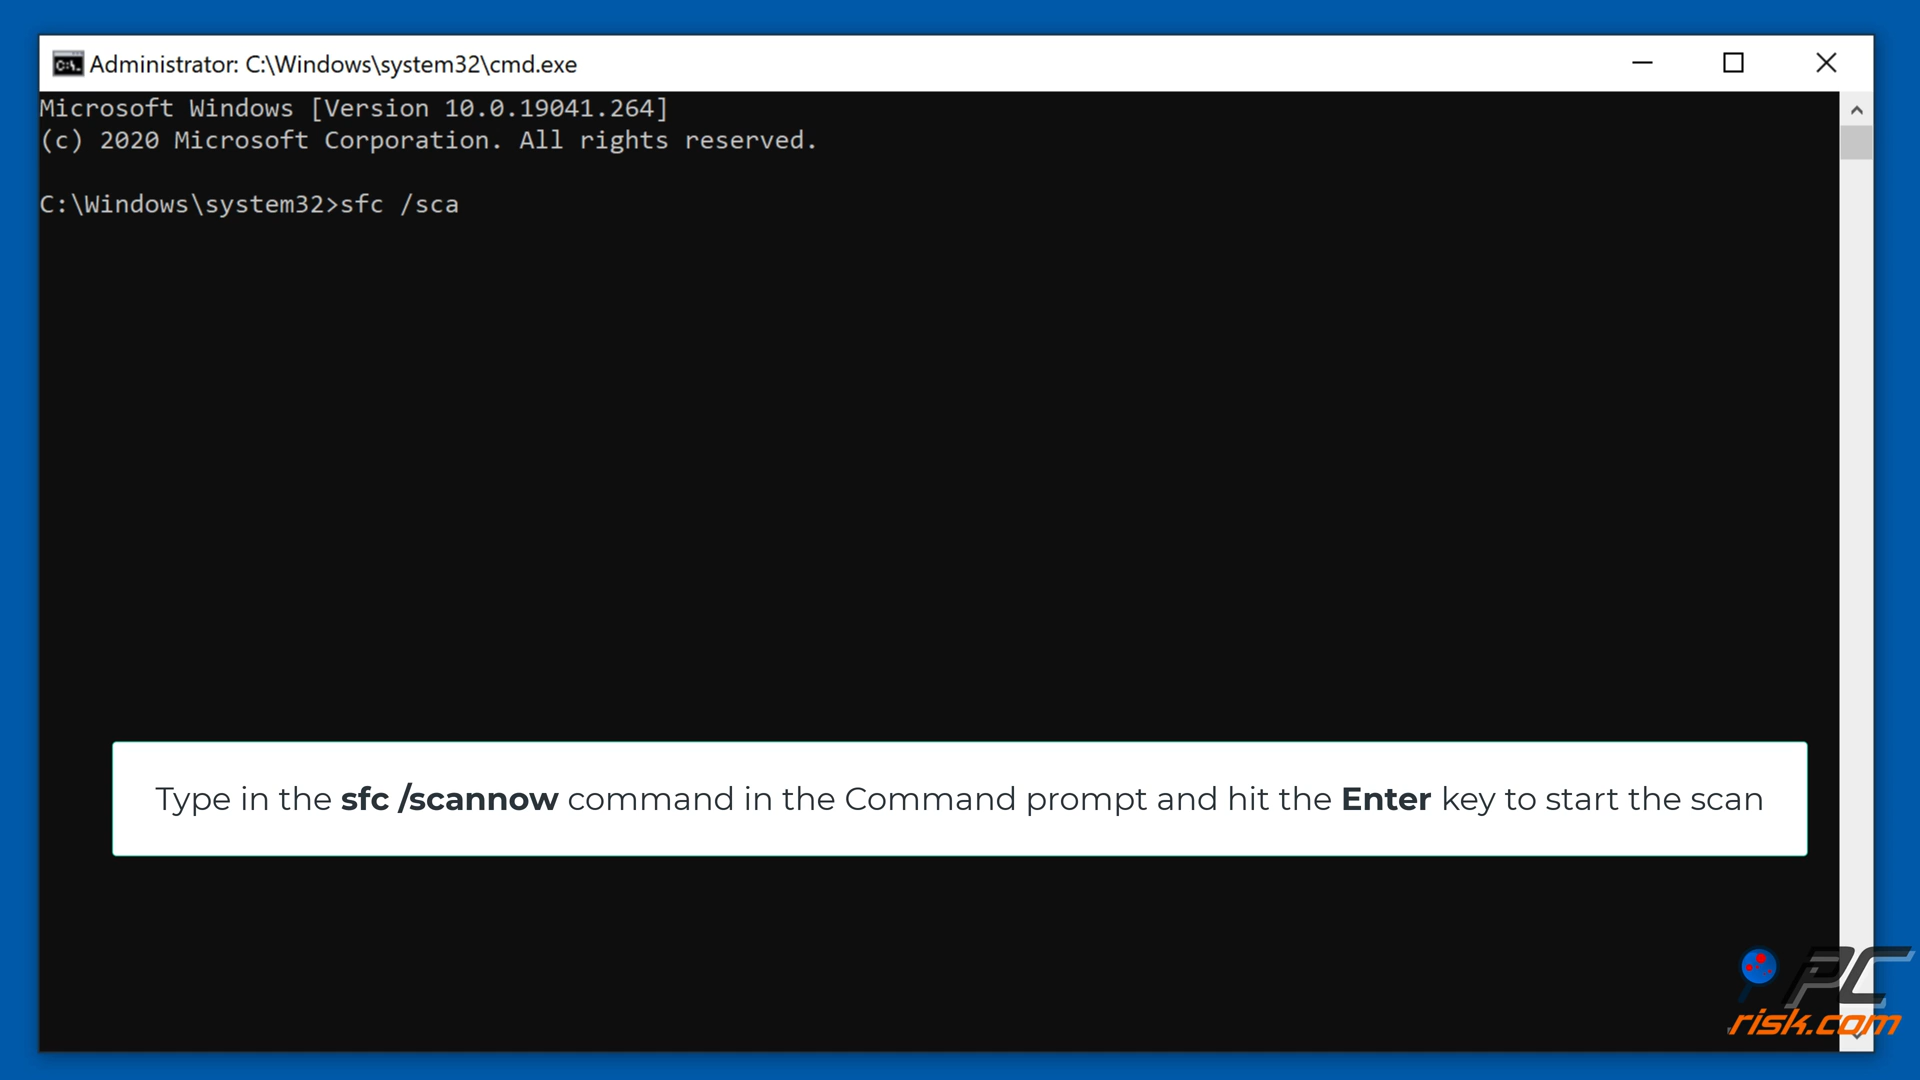 Administrator: C:\Windows\system32\cmd.exe
Microsoft Windows [Version 10.0.19041.264]
(c) 2020 Microsoft Corporation. All rights reserved.
C:\Windows\system32>sfc /sca
Type in the sfc /scannow command in the Command prompt and hit the Enter key to start the scan
PC
risk.com